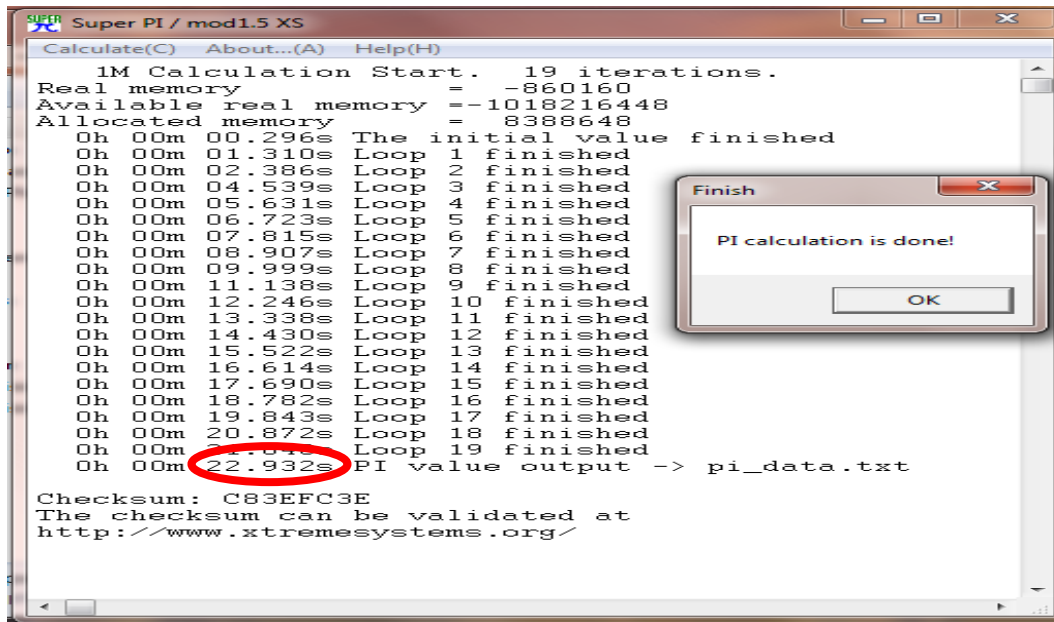 SUPER π Super PI / mod1.5 XS
Calculate(C) About...(A) Help(H)
1M Calculation Start. 19 iterations.
Real memory = -860160
Available real memory =-1018216448
Allocated memory = 8388648
0h 00m 00.296s The initial value finished
0h 00m 01.310s Loop 1 finished
0h 00m 02.386s Loop 2 finished
0h 00m 04.539s Loop 3 finished
0h 00m 05.631s Loop 4 finished
0h 00m 06.723s Loop 5 finished
0h 00m 07.815s Loop 6 finished
0h 00m 08.907s Loop 7 finished
0h 00m 09.999s Loop 8 finished
0h 00m 11.138s Loop 9 finished
0h 00m 12.246s Loop 10 finished
0h 00m 13.338s Loop 11 finished
0h 00m 14.430s Loop 12 finished
0h 00m 15.522s Loop 13 finished
0h 00m 16.614s Loop 14 finished
0h 00m 17.690s Loop 15 finished
0h 00m 18.782s Loop 16 finished
0h 00m 19.843s Loop 17 finished
0h 00m 20.872s Loop 18 finished
0h 00m Loop 19 finished
0h 00m 22.932s PI value output -> pi_data.txt
Checksum: C83EFC3E
The checksum can be validated at
http://www.xtremesystems.org/
Finish
PI calculation is done!
OK